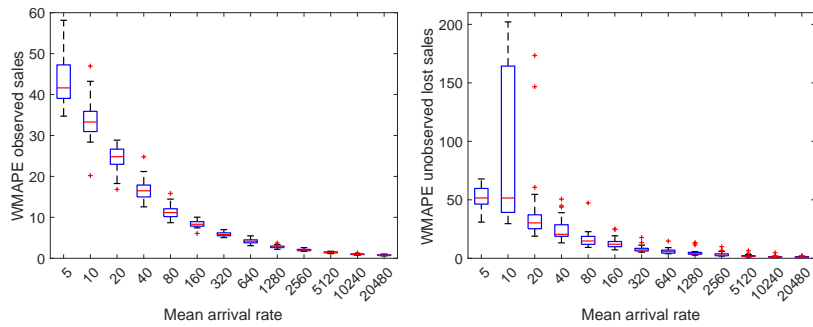 WMAPE observed sales
60
50
40
30
20
10
0
5 10 20 40 80 160 320 640 1280 2560 5120 10240 20480
Mean arrival rate
WMAPE unobserved lost sales
200
150
100
50
0
5 10 20 40 80 160 320 640 1280 2560 5120 10240 20480
Mean arrival rate